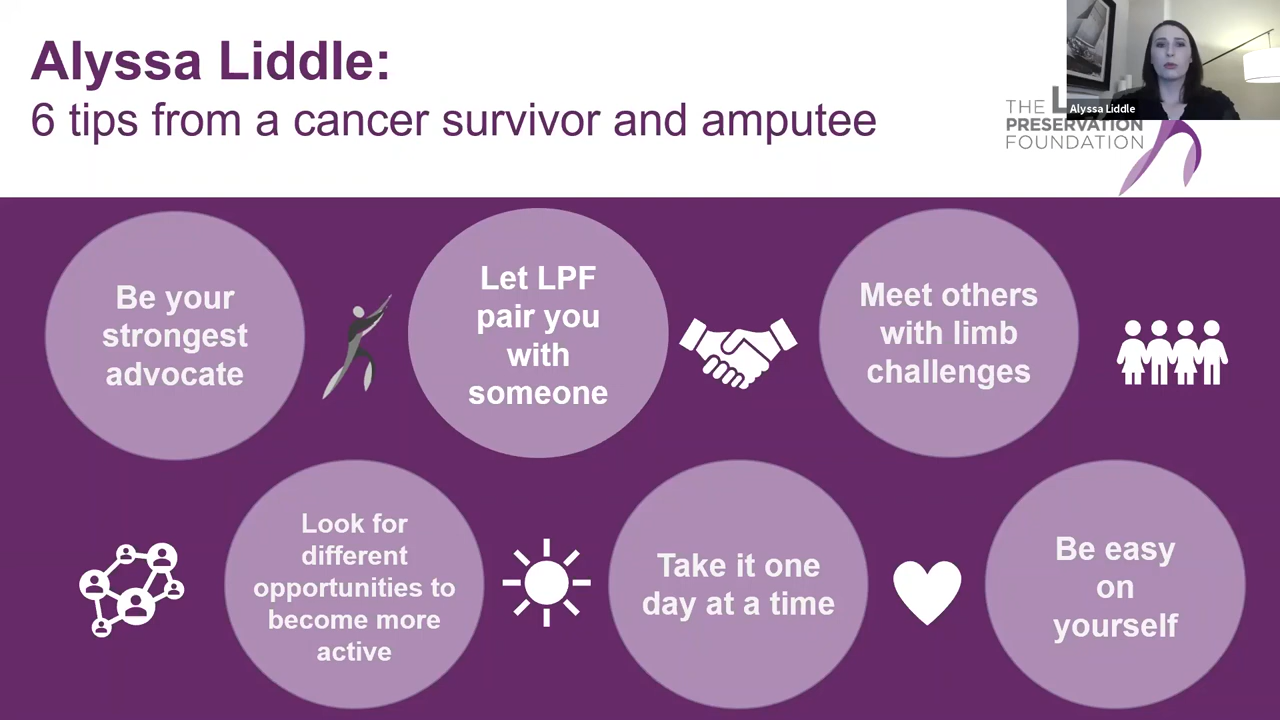 Alyssa Liddle:
6 tips from a cancer survivor and amputee
Alyssa Liddle
THE L
PRESERVATION
FOUNDATION
Be your
strongest
advocate
Let LPF
pair you
with
someone
Meet others
with limb
challenges
Look for
different
opportunities to
become more
active
Take it one
day at a time
Be easy
on
yourself